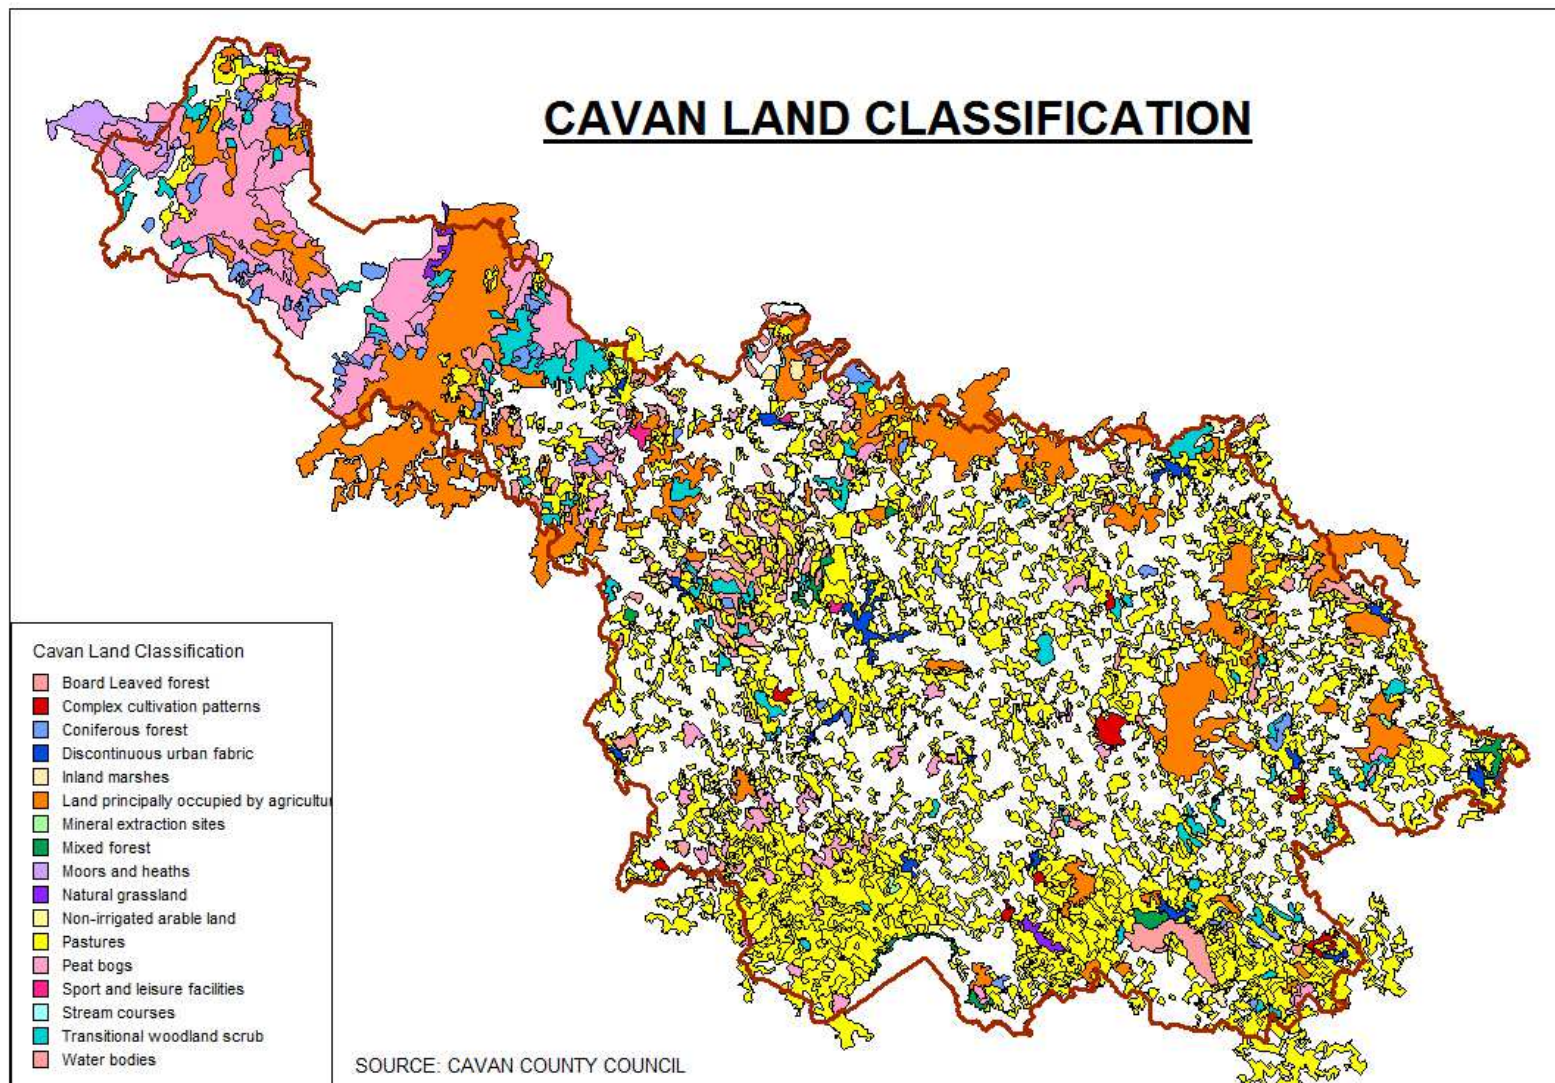 CAVAN LAND CLASSIFICATION
Cavan Land Classification
Board Leaved forest
Complex cultivation patterns
Coniferous forest
Discontinuous urban fabric
Inland marshes
Land principally occupied by agricultu
Mineral extraction sites
Mixed forest
Moors and heaths
Natural grassland
Non-irrigated arable land
Pastures
Peat bogs
Sport and leisure facilities
Stream courses
Transitional woodland scrub
Water bodies
SOURCE: CAVAN COUNTY COUNCIL